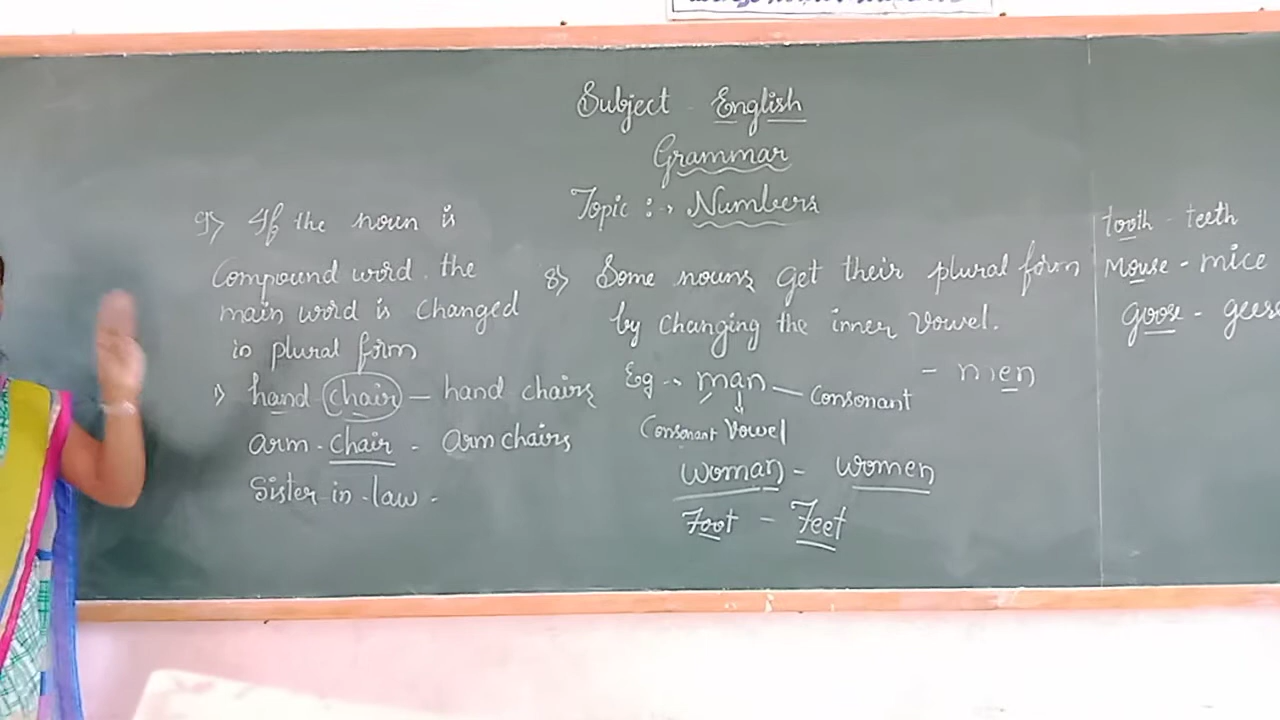 Subject - English
Grammar
Topic :-> Numbers
9> If the noun is
Compound word. the
main word is changed
in plural form
1) hand-chair - hand chairs
arm-chair - armchairs
Sister-in-law -
8> Some nouns get their plural form
by changing the inner vowel.
Eg -> man - consonant - men
Consonant Vowel
woman - women
Foot - Feet
tooth - teeth
Mouse - mice
goose - geese